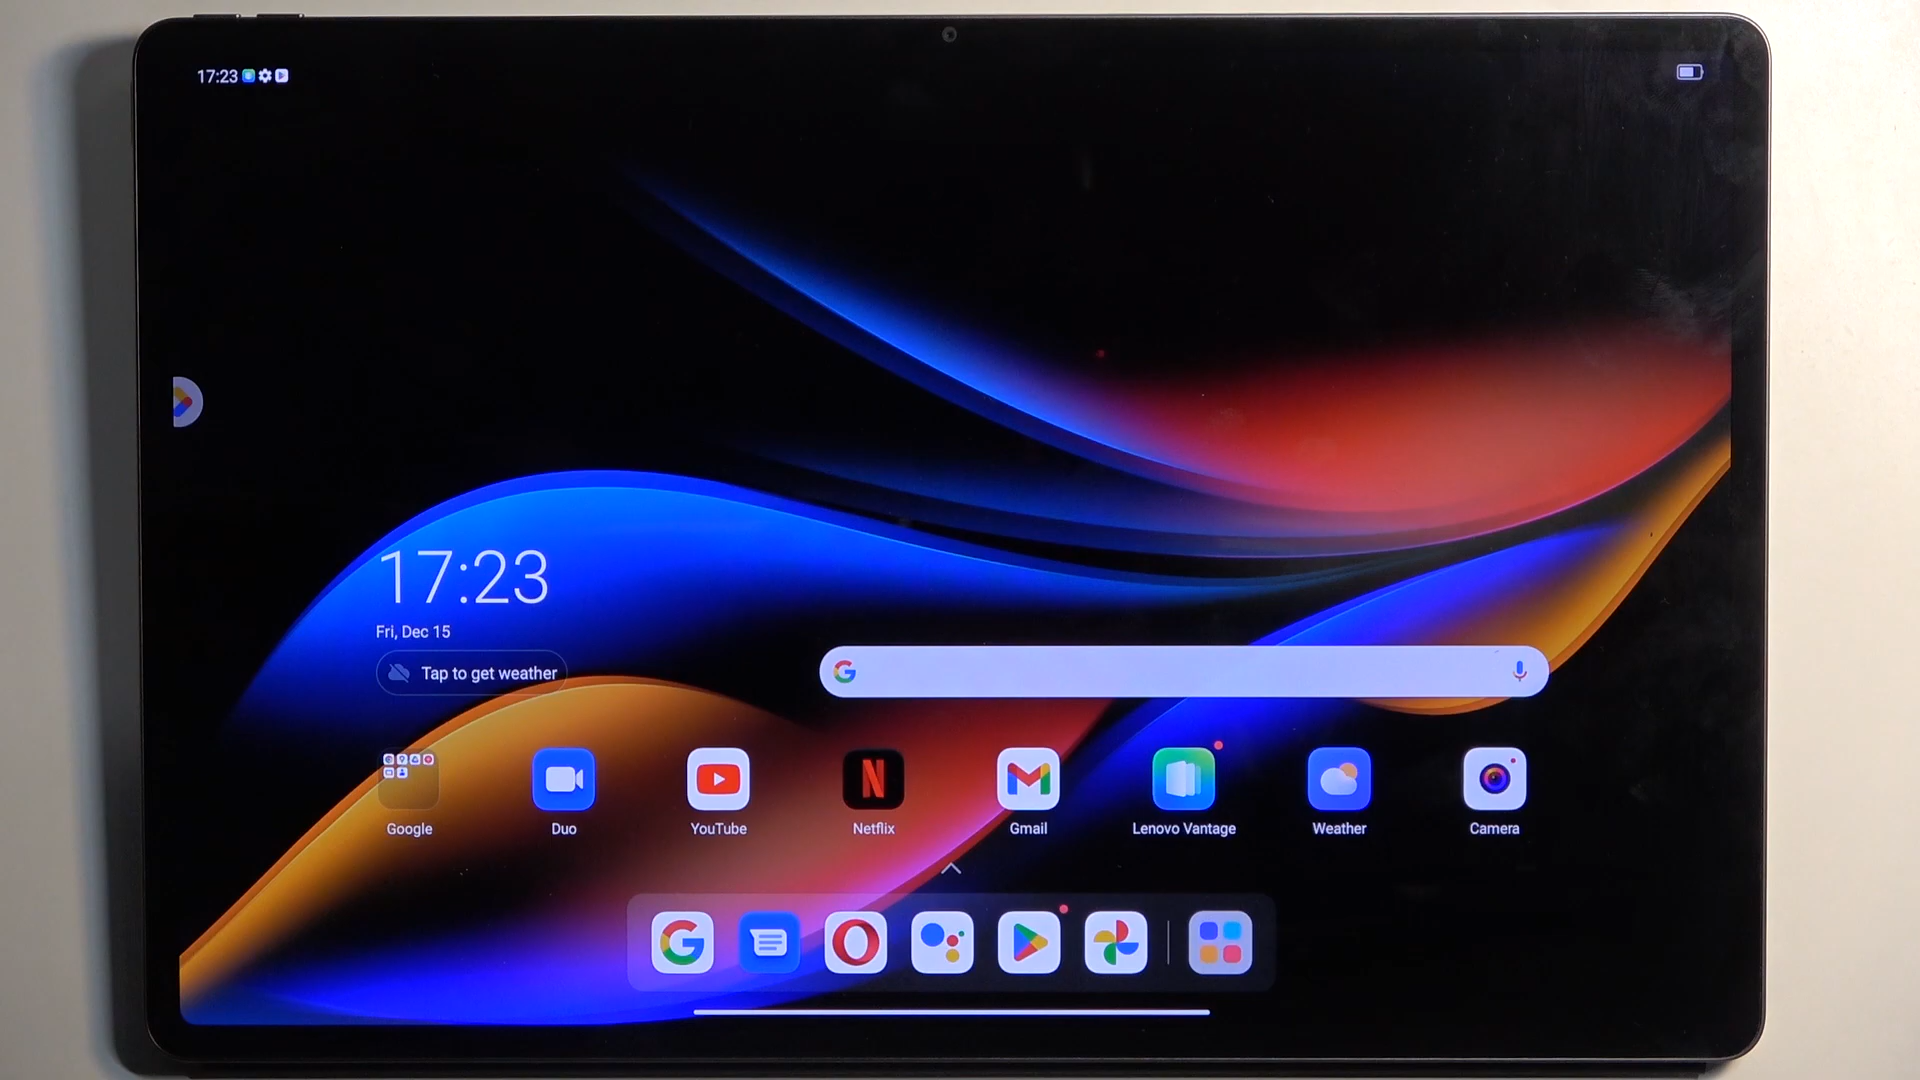 17:23
17:23
Fri, Dec 15
Tap to get weather
Google
Duo
YouTube
Netflix
Gmail
Lenovo Vantage
Weather
Camera